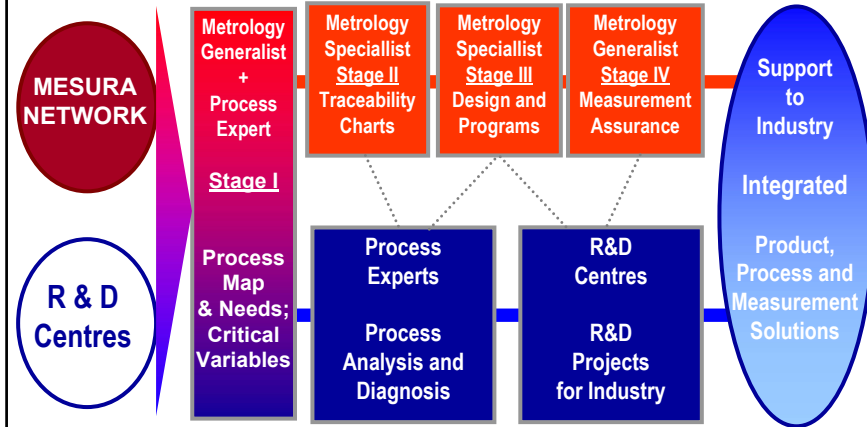 MESURA
NETWORK
R & D
Centres
Metrology
Generalist
+
Process
Expert
Stage I
Process
Map
& Needs;
Critical
Variables
Metrology
Speciallist
Stage II
Traceability
Charts
Metrology
Speciallist
Stage III
Design and
Programs
Metrology
Generalist
Stage IV
Measurement
Assurance
Process
Experts
Process
Analysis and
Diagnosis
R&D
Centres
R&D
Projects
for Industry
Support
to
Industry
Integrated
Product,
Process and
Measurement
Solutions